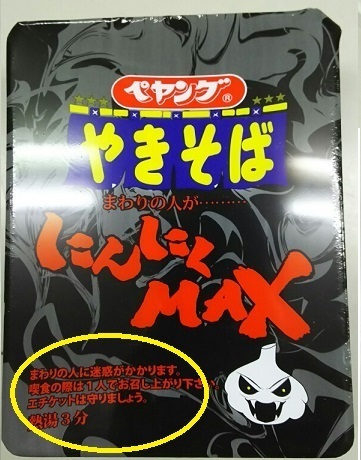 ペヤング®
やきそば
まわりの人が………
にんにく
MAX
まわりの人に迷惑がかかります。
喫食の際は1人でお召し上がり下さい。
エチケットは守りましょう。
熱湯3分